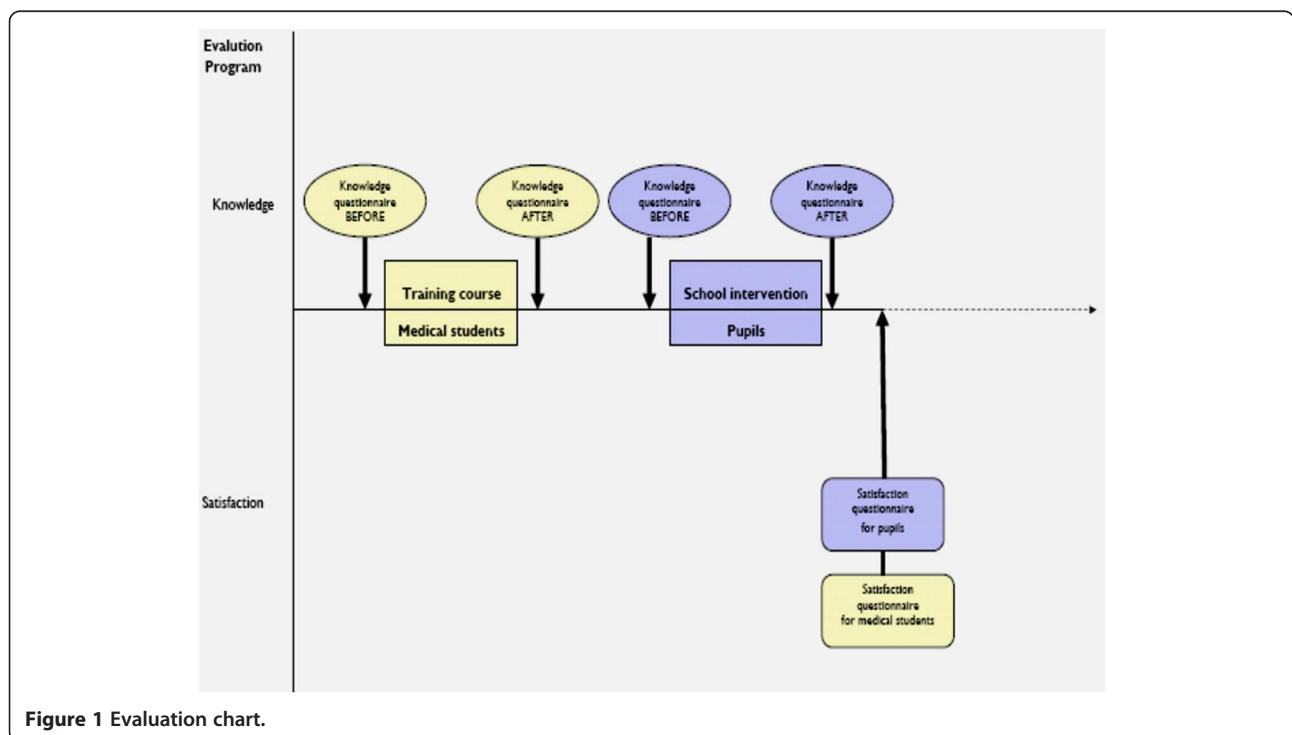 Evalution
Program
Knowledge
Knowledge
questionnaire
BEFORE
Knowledge
questionnaire
AFTER
Knowledge
questionnaire
BEFORE
Knowledge
questionnaire
AFTER
Training course
Medical students
School intervention
Pupils
Satisfaction
Satisfaction
questionnaire
for pupils
Satisfaction
questionnaire
for medical students
Figure 1 Evaluation chart.